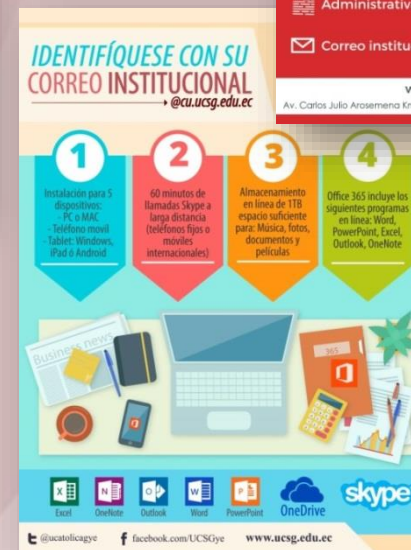 Administrativ
Correo institu
V
Av. Carlos Julio Arosemena Km
IDENTIFÍQUESE CON SU
CORREO INSTITUCIONAL
@cu.ucsg.edu.ec
1
Instalación para 5
dispositivos:
- PC o MAC
- Teléfono movil
- Tablet: Windows,
iPad ó Android
2
60 minutos de
llamadas Skype a
larga distancia
(teléfonos fijos o
móviles
internacionales)
3
Almacenamiento
en línea de 1TB
espacio suficiente
para: Música, fotos,
documentos y
películas
4
Office 365 incluye los
siguientes programas
en línea: Word,
PowerPoint, Excel,
Outlook, OneNote
Business news
365
Excel
OneNote
Outlook
Word
PowerPoint
OneDrive
skype
@ucatolicagye
facebook.com/UCSGye
www.ucsg.edu.ec